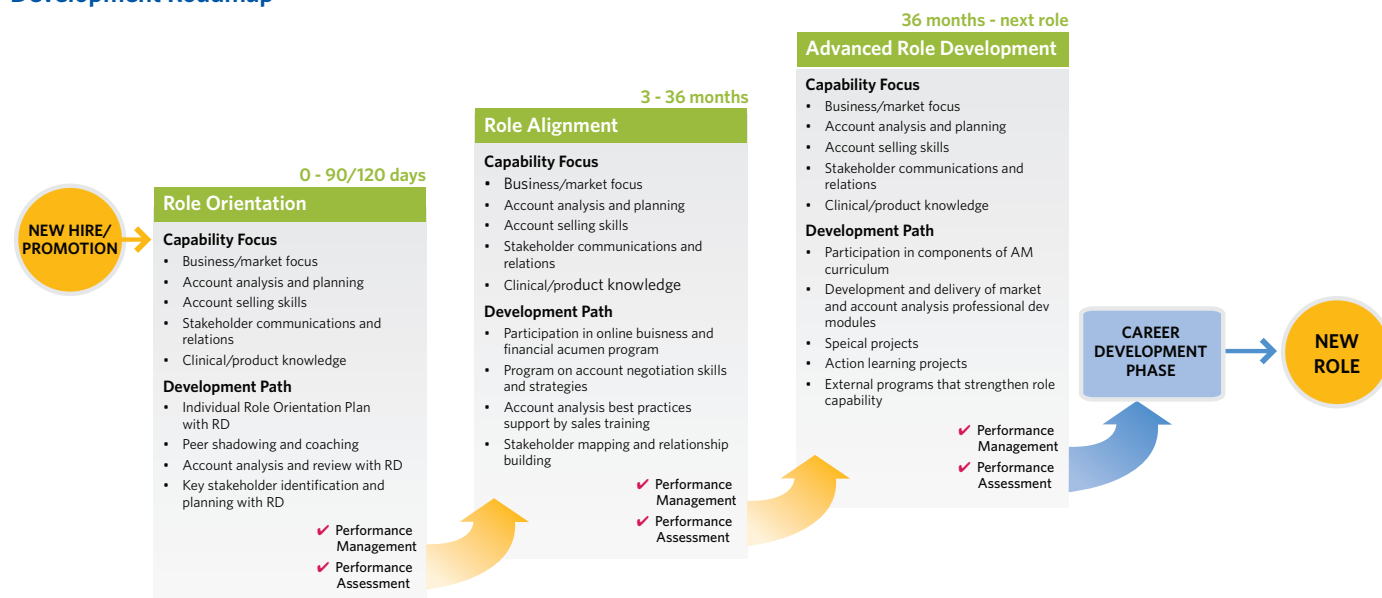 Development Roadmap
NEW HIRE/
PROMOTION
0 - 90/120 days
Role Orientation
Capability Focus
• Business/market focus
• Account analysis and planning
• Account selling skills
• Stakeholder communications and
relations
• Clinical/product knowledge
Development Path
• Individual Role Orientation Plan
with RD
• Peer shadowing and coaching
• Account analysis and review with RD
• Key stakeholder identification and
planning with RD
✔ Performance
Management
✔ Performance
Assessment
3 - 36 months
Role Alignment
Capability Focus
• Business/market focus
• Account analysis and planning
• Account selling skills
• Stakeholder communications and
relations
• Clinical/product knowledge
Development Path
• Participation in online buisness and
financial acumen program
• Program on account negotiation skills
and strategies
• Account analysis best practices
support by sales training
• Stakeholder mapping and relationship
building
✔ Performance
Management
✔ Performance
Assessment
36 months - next role
Advanced Role Development
Capability Focus
• Business/market focus
• Account analysis and planning
• Account selling skills
• Stakeholder communications and
relations
• Clinical/product knowledge
Development Path
• Participation in components of AM
curriculum
• Development and delivery of market
and account analysis professional dev
modules
• Speical projects
• Action learning projects
• External programs that strengthen role
capability
✔ Performance
Management
✔ Performance
Assessment
CAREER
DEVELOPMENT
PHASE
NEW
ROLE